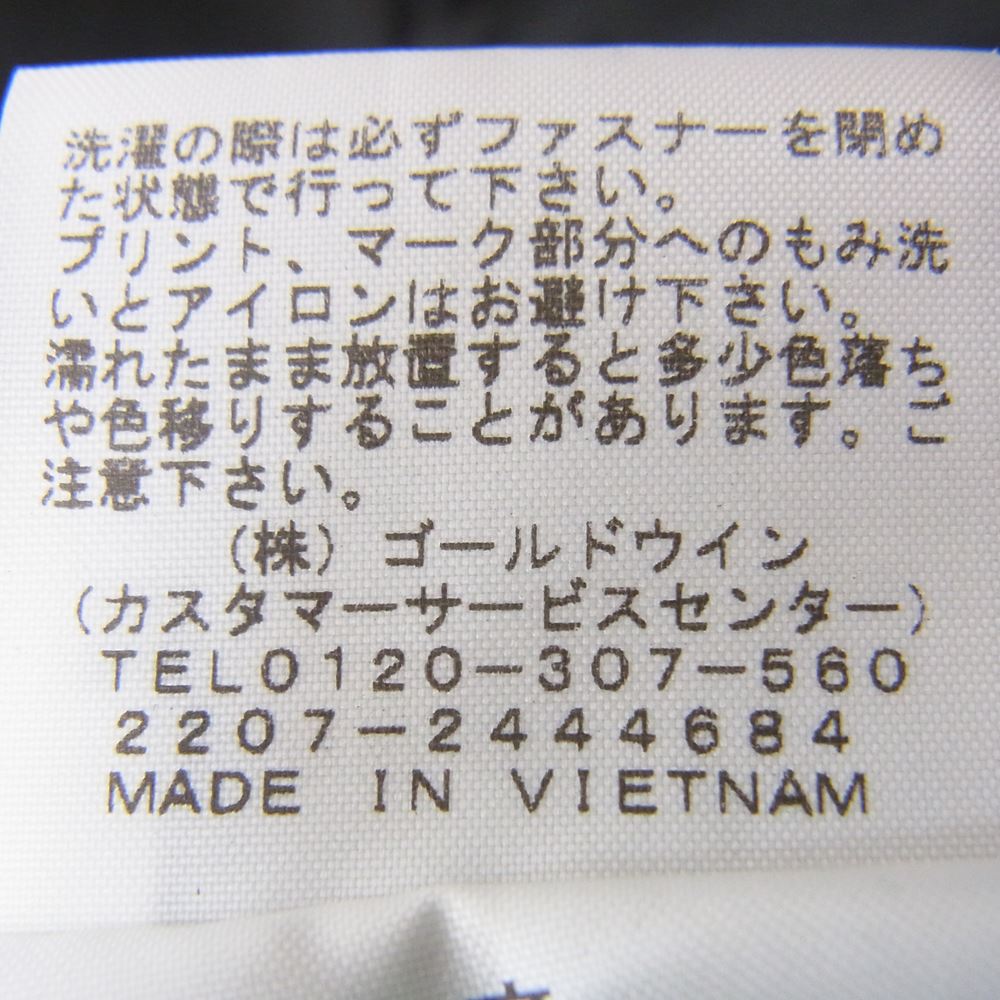 洗濯の際は必ずファスナーを閉め
た状態で行って下さい。
プリント、マーク部分へのもみ洗
いとアイロンはお避け下さい。
濡れたまま放置すると多少色落ち
や色移りすることがあります。ご
注意下さい。
(株) ゴールドウイン
(カスタマーサービスセンター)
TEL0120-307-560
2207-2444684
MADE IN VIETNAM